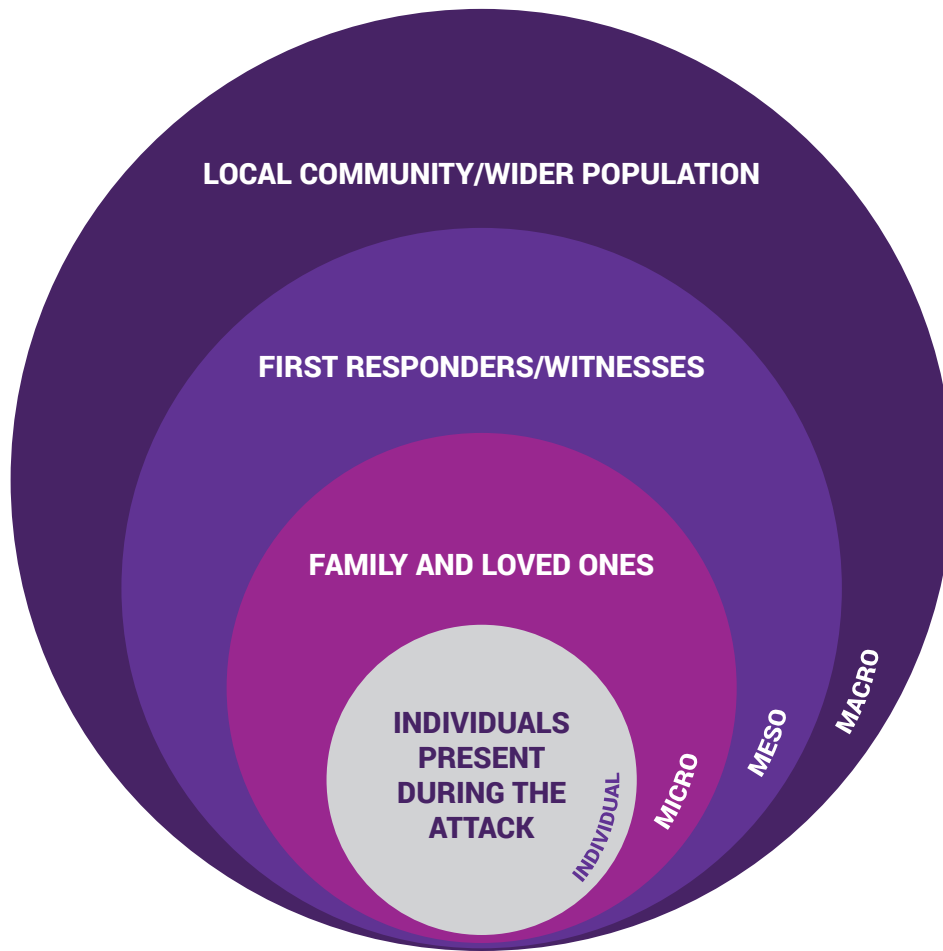 LOCAL COMMUNITY/WIDER POPULATION
FIRST RESPONDERS/WITNESSES
FAMILY AND LOVED ONES
INDIVIDUALS
PRESENT
DURING THE
ATTACK
INDIVIDUAL
MICRO
MESO
MACRO